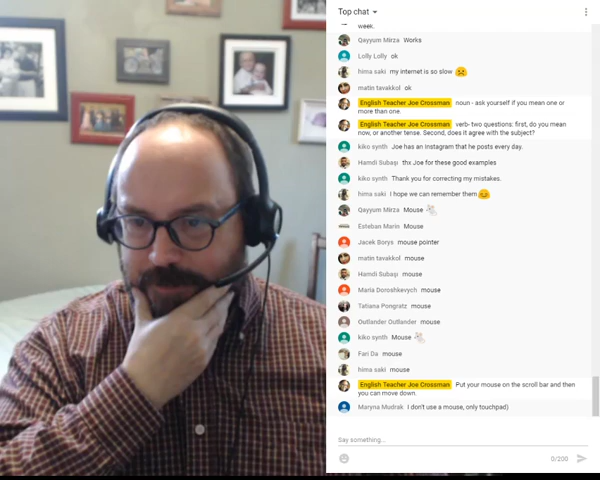 Top chat
week.
Qayyum Mirza Works
Lolly Lolly ok
hima saki my internet is so slow
matin tavakkol ok
English Teacher Joe Crossman noun - ask yourself if you mean one or
more than one.
English Teacher Joe Crossman verb- two questions: first, do you mean
now, or another tense. Second, does it agree with the subject?
kiko synth Joe has an Instagram that he posts every day.
Hamdi Subaşı thx Joe for these good examples
kiko synth Thank you for correcting my mistakes.
hima saki I hope we can remember them
Qayyum Mirza Mouse
Esteban Marin Mouse
Jacek Borys mouse pointer
matin tavakkol mouse
Hamdi Subaşı mouse
Maria Doroshkevych mouse
Tatiana Pongratz mouse
Outlander Outlander mouse
kiko synth Mouse
Fari Da mouse
hima saki mouse
English Teacher Joe Crossman Put your mouse on the scroll bar and then
you can move down.
Maryna Mudrak I don't use a mouse, only touchpad)
Say something...
0/200